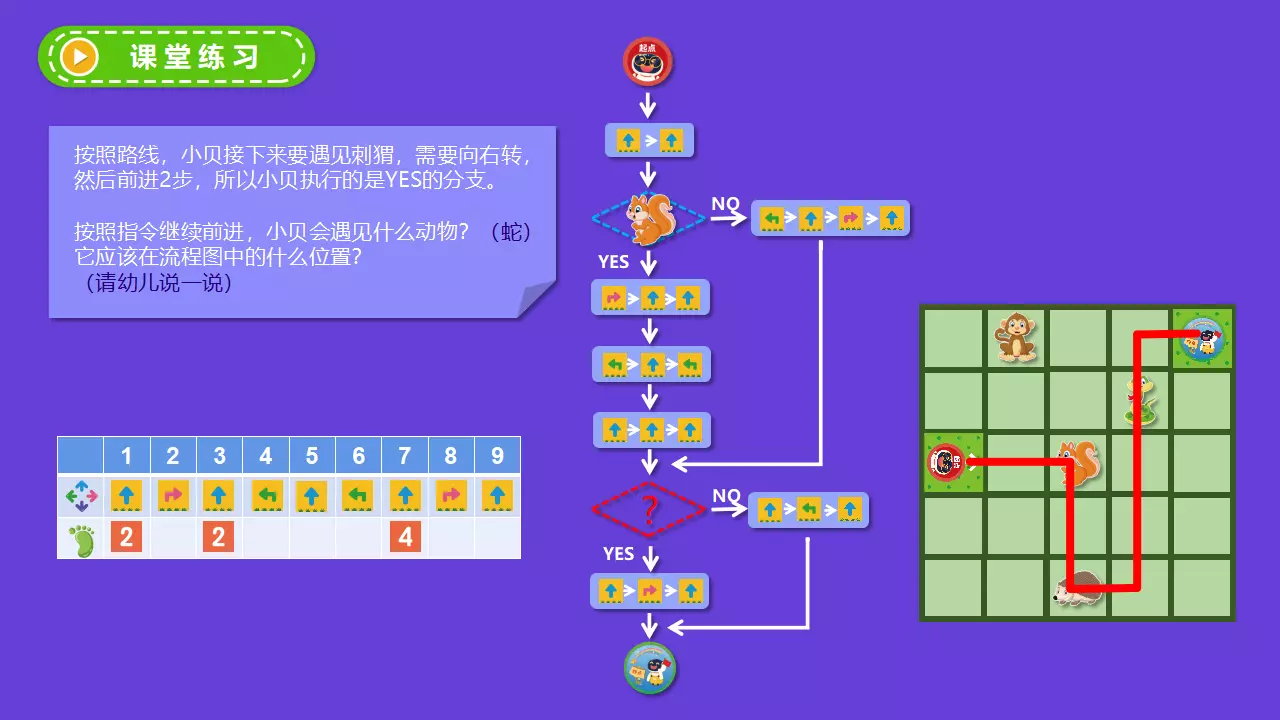 课堂练习
起点
按照路线，小贝接下来要遇见刺猬，需要向右转，
然后前进2步，所以小贝执行的是YES的分支。
按照指令继续前进，小贝会遇见什么动物？（蛇）
它应该在流程图中的什么位置？
（请幼儿说一说）
NO
YES
?
NO
YES
1 2 3 4 5 6 7 8 9
2 2 4